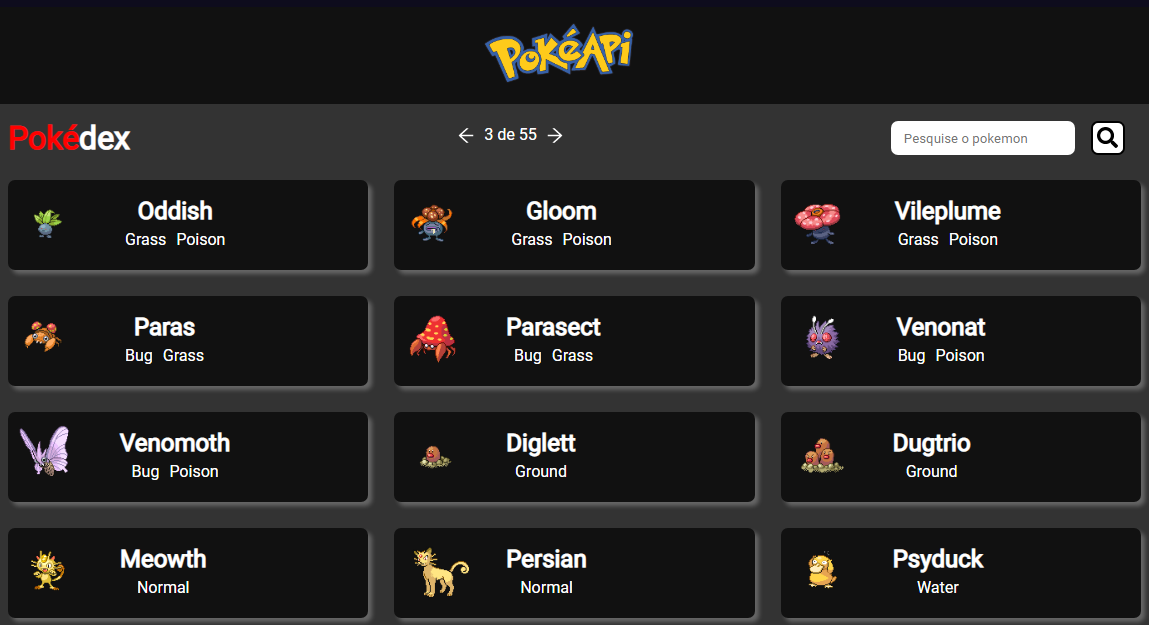 PokéAPi
Pokédex
3 de 55
Pesquise o pokemon
Oddish
Grass Poison
Gloom
Grass Poison
Vileplume
Grass Poison
Paras
Bug Grass
Parasect
Bug Grass
Venonat
Bug Poison
Venomoth
Bug Poison
Diglett
Ground
Dugtrio
Ground
Meowth
Normal
Persian
Normal
Psyduck
Water